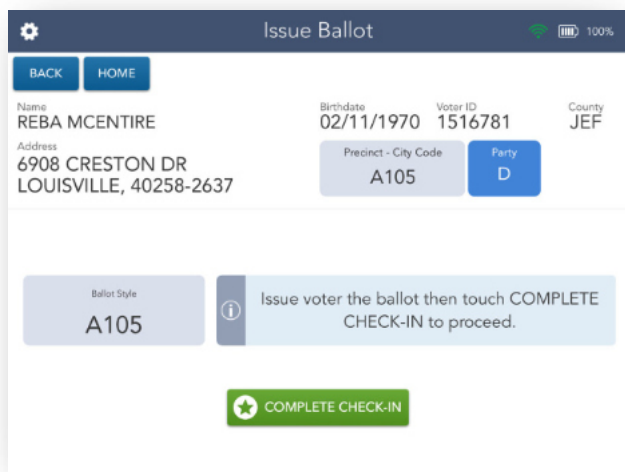 Issue Ballot
100%
BACK
HOME
Name
REBA MCENTIRE
Birthdate
02/11/1970
Voter ID
1516781
County
JEF
Address
6908 CRESTON DR
LOUISVILLE, 40258-2637
Precinct - City Code
A105
Party
D
Ballot Style
A105
Issue voter the ballot then touch COMPLETE
CHECK-IN to proceed.
COMPLETE CHECK-IN